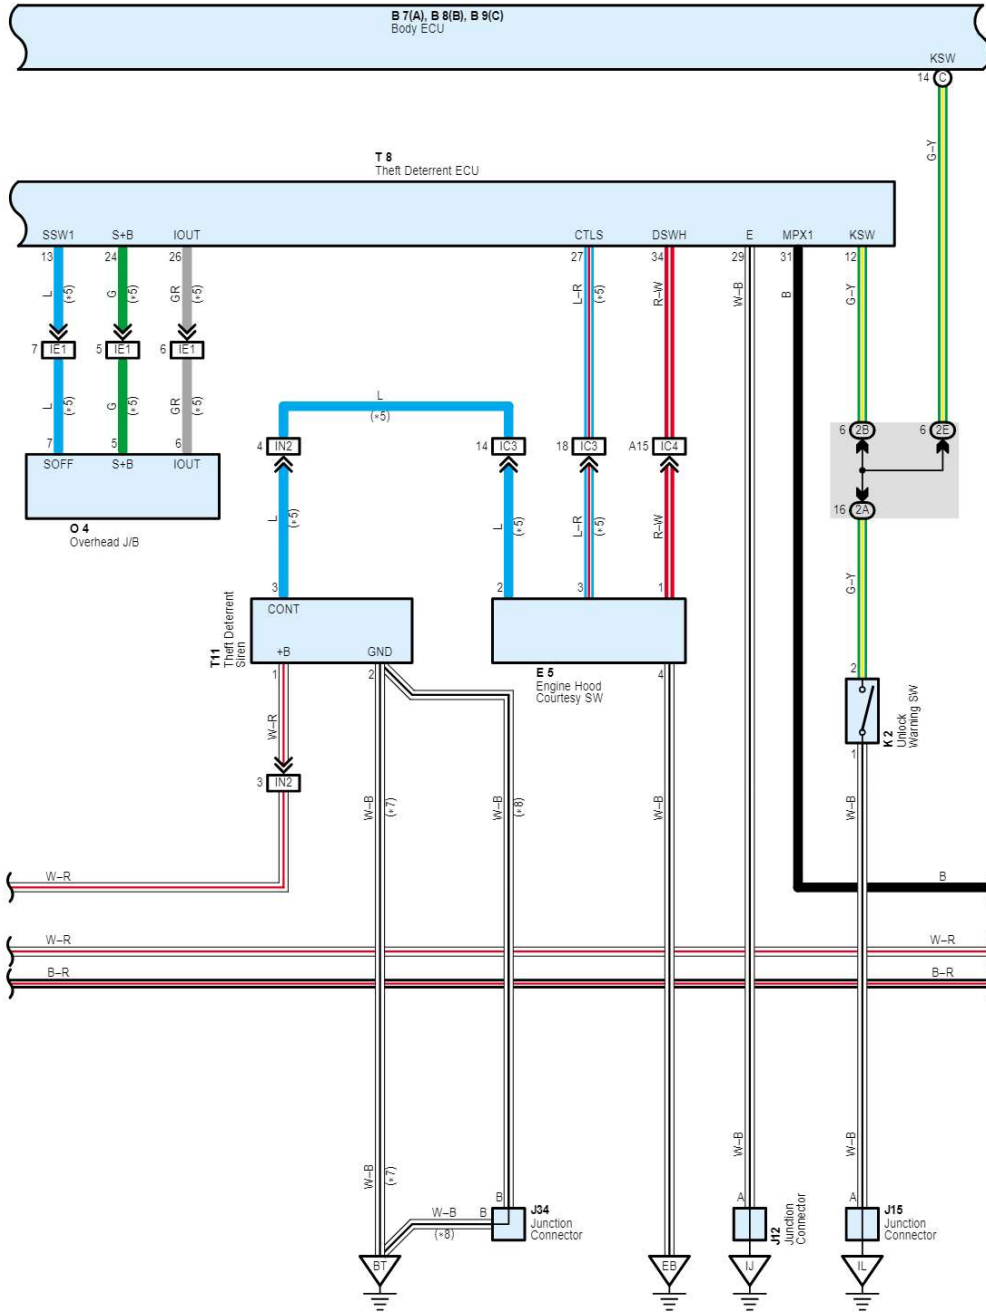 B 7(A), B 8(B), B 9(C)
Body ECU
KSW
14 C
G–Y
T 8
Theft Deterrent ECU
SSW1 S+B IOUT CTLS DSWH E MPX1 KSW
13 24 26 27 34 29 31 12
L (∗5) G (∗5) GR (∗5) L–R (∗5) R–W W–B B G–Y
7 IE1 5 IE1 6 IE1
L (∗5) G (∗5) GR (∗5)
L
(∗5)
7 5 6
SOFF S+B IOUT
O 4
Overhead J/B
4 IN2 14 IC3 18 IC3 A15 IC4
6 2B 6 2E
16 2A
L (∗5) L (∗5) L–R (∗5) R–W
G–Y
3 2 3 1
CONT
+B GND
T11
Theft Deterrent
Siren
1 2
E 5
Engine Hood
Courtesy SW
4
2
K 2
Unlock
Warning SW
1
W–R
3 IN2
W–B (∗7) W–B (∗8) W–B W–B
W–R
B
W–R W–R
B–R B–R
W–B (∗7)
W–B
W–B
W–B
(∗8)
B
B
J34
Junction
Connector
A
J12
Junction
Connector
A
J15
Junction
Connector
BT EB IJ IL